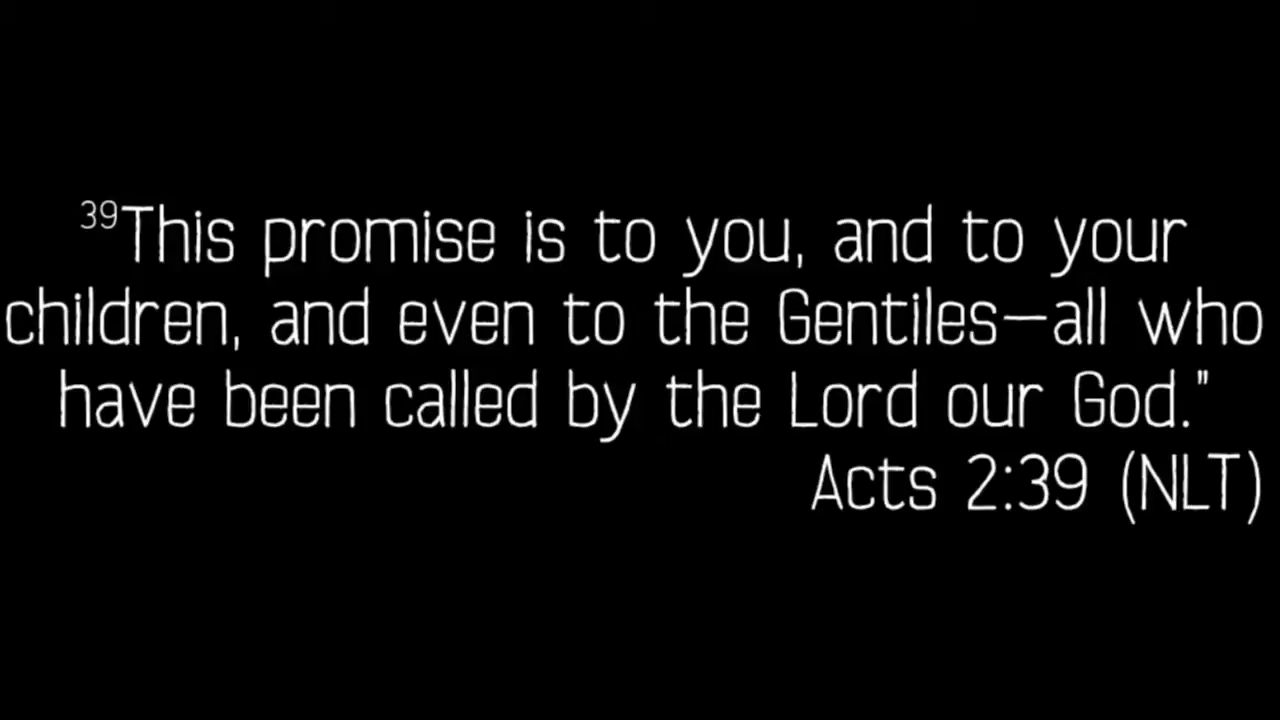 39This promise is to you, and to your
children, and even to the Gentiles—all who
have been called by the Lord our God."
Acts 2:39 (NLT)